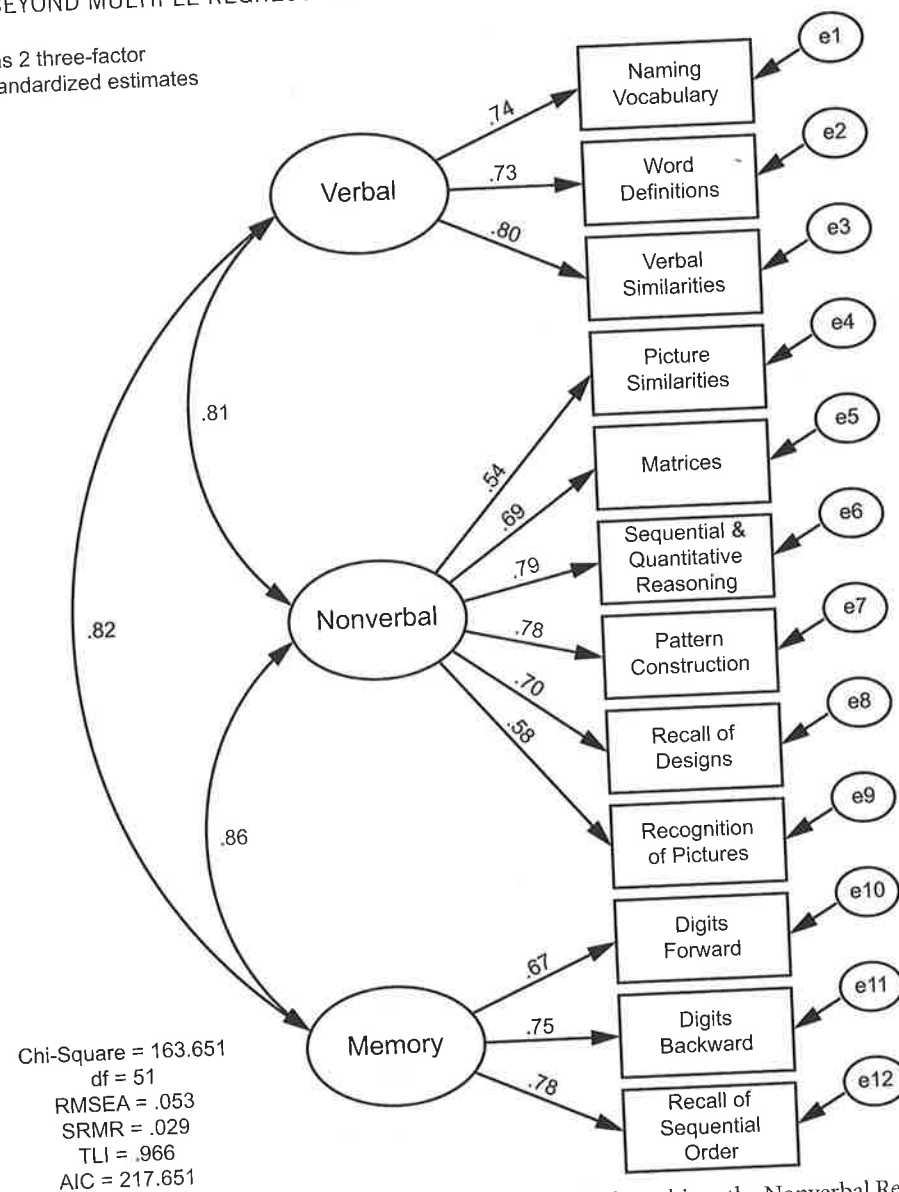 BEYOND MULTIPLE
as 2 three-factor
andardized estimates
Verbal
.74
Naming
Vocabulary
e1
.73
Word
Definitions
e2
.80
Verbal
Similarities
e3
.81
.54
Picture
Similarities
e4
.69
Matrices
e5
.79
Sequential &
Quantitative
Reasoning
e6
Nonverbal
.82
.78
Pattern
Construction
e7
.70
Recall of
Designs
e8
.58
Recognition
of Pictures
e9
.86
.67
Digits
Forward
e10
Memory
.75
Digits
Backward
e11
.78
Recall of
Sequential
Order
e12
Chi-Square = 163.651
df = 51
RMSEA = .053
SRMR = .029
TLI = .966
AIC = 217.651
the Nonverbal Re